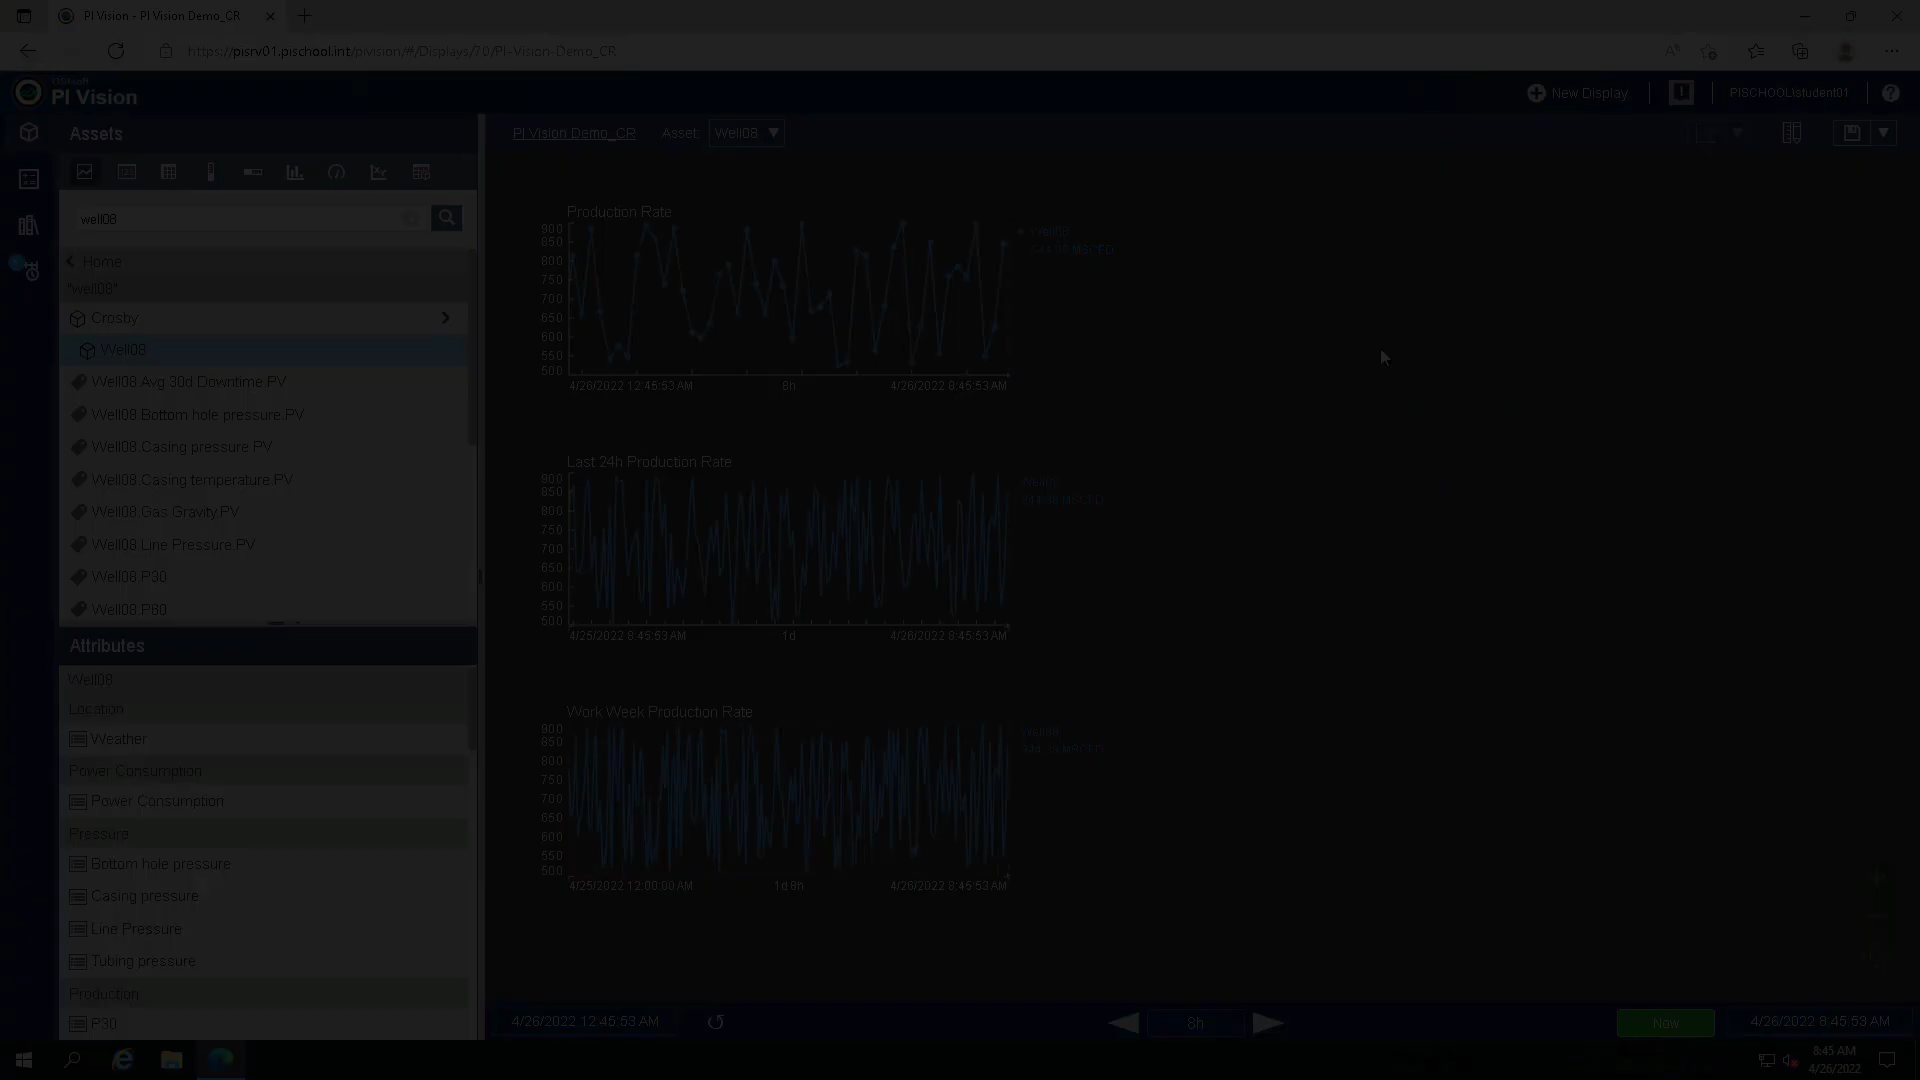 PI Vision - PI Vision Demo_CR
https://pisrv01.pischool.int/pivision/#/Displays/70/PI-Vision-Demo_CR
OSIsoft
PI Vision
New Display
PISCHOOL\student01
Assets
PI Vision Demo_CR
Asset:
Well08
well08
Home
"well08"
Crosby
Well08
Well08.Avg 30d Downtime.PV
Well08.Bottom hole pressure.PV
Well08.Casing pressure.PV
Well08.Casing temperature.PV
Well08.Gas Gravity.PV
Well08.Line Pressure.PV
Well08.P30
Well08.P60
Attributes
Well08
Location
Weather
Power Consumption
Power Consumption
Pressure
Bottom hole pressure
Casing pressure
Line Pressure
Tubing pressure
Production
P30
Production Rate
900
850
800
750
700
650
600
550
500
4/26/2022 12:45:53 AM
8h
4/26/2022 8:45:53 AM
Well08
MSCFD
Last 24h Production Rate
900
850
800
750
700
650
600
550
500
4/25/2022 8:45:53 AM
1d
4/26/2022 8:45:53 AM
Well08
MSCFD
Work Week Production Rate
900
850
800
750
700
650
600
550
500
4/25/2022 12:00:00 AM
1d 8h
4/26/2022 8:45:53 AM
Well08
MSCFD
4/26/2022 12:45:53 AM
8h
Now
4/26/2022 8:45:53 AM
8:45 AM
4/26/2022